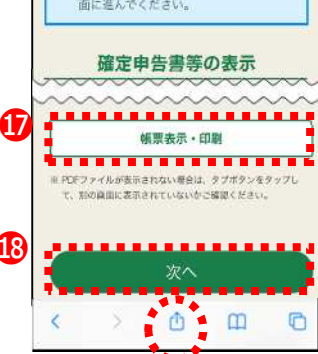 面に進んでください。
確定申告書等の表示
⑰
帳票表示・印刷
※ PDFファイルが表示されない場合は、タブボタンをタップし
て、別の画面に表示されていないかご確認ください。
⑱
次へ